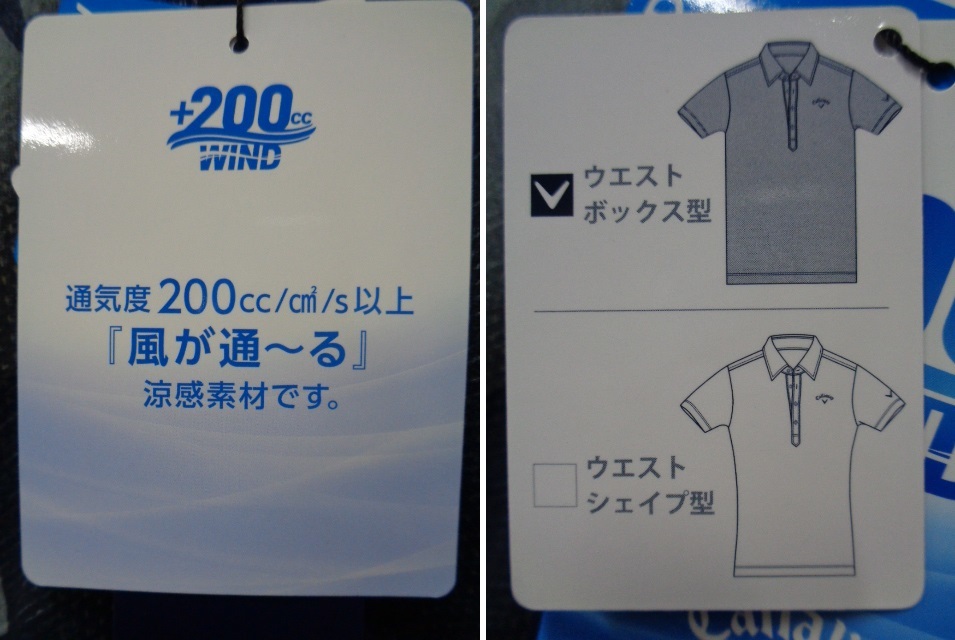 +200cc
WIND
通気度200cc/c㎡/s以上
『風が通～る』
涼感素材です。
ウエスト
ボックス型
ウエスト
シェイプ型